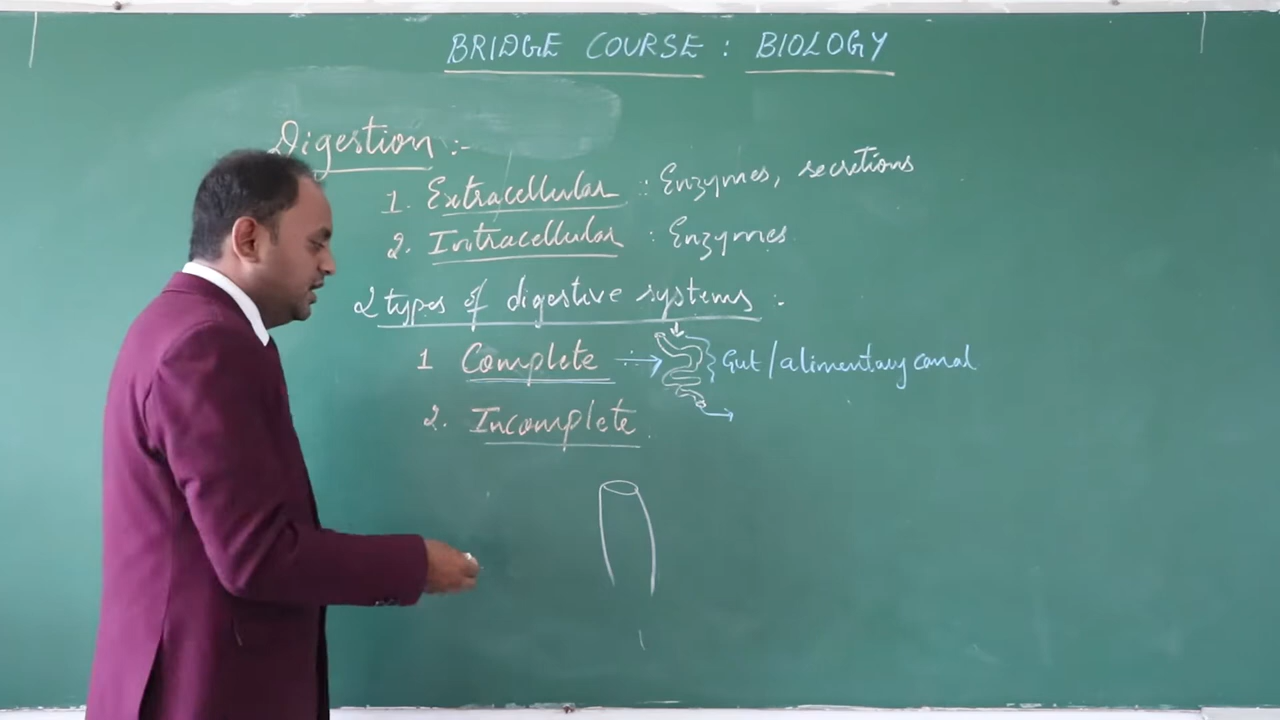 BRIDGE COURSE : BIOLOGY
Digestion :-
1. Extracellular : Enzymes, secretions
2. Intracellular : Enzymes
2 types of digestive systems :-
1 Complete : → Gut/alimentary canal
2. Incomplete